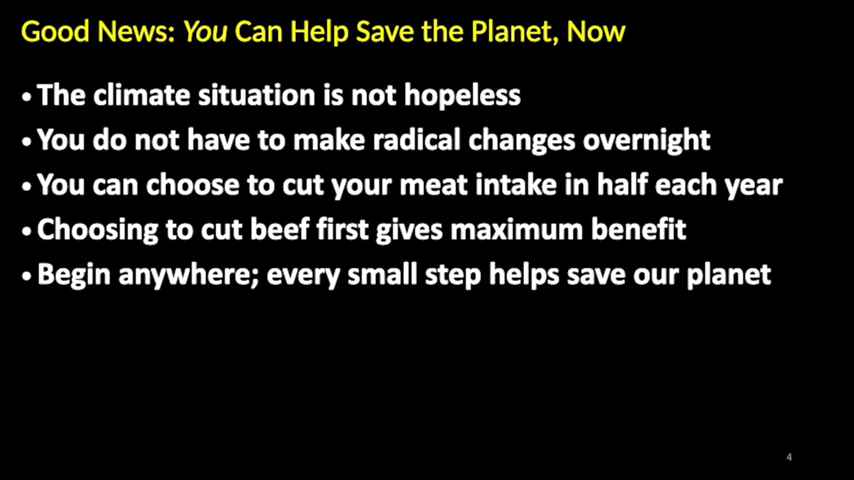 Good News: You Can Help Save the Planet, Now
• The climate situation is not hopeless
• You do not have to make radical changes overnight
• You can choose to cut your meat intake in half each year
• Choosing to cut beef first gives maximum benefit
• Begin anywhere; every small step helps save our planet
4